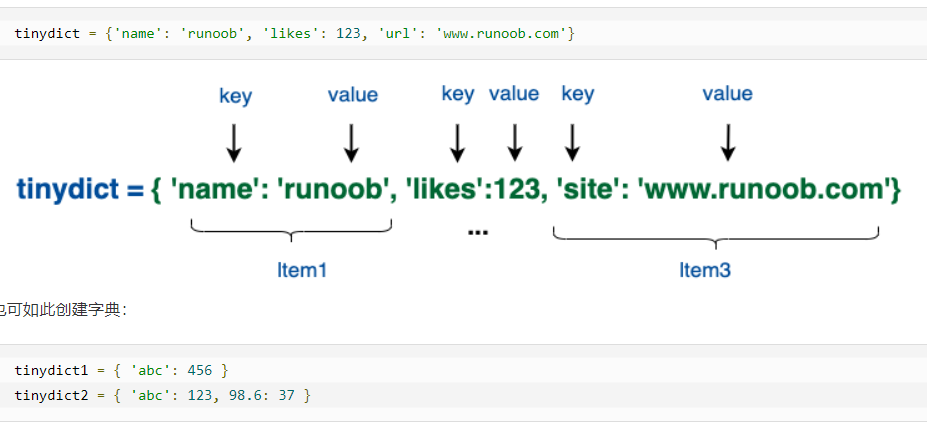 tinydict = {'name': 'runoob', 'likes': 123, 'url': 'www.runoob.com'}
key value key value key value
tinydict = { 'name': 'runoob', 'likes':123, 'site': 'www.runoob.com'}
...
Item1 Item3
也可如此创建字典：
tinydict1 = { 'abc': 456 }
tinydict2 = { 'abc': 123, 98.6: 37 }